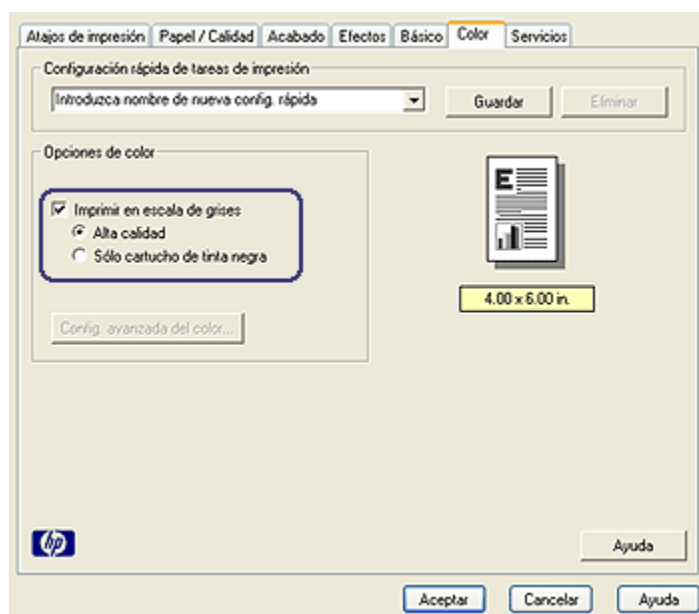 Atajos de impresión Papel / Calidad Acabado Efectos Básico Color Servicios
Configuración rápida de tareas de impresión
Introduzca nombre de nueva config. rápida Guardar Eliminar
Opciones de color
Imprimir en escala de grises
Alta calidad
Sólo cartucho de tinta negra
E
4.00 x 6.00 in.
Config. avanzada del color...
hp
Ayuda
Aceptar Cancelar Ayuda